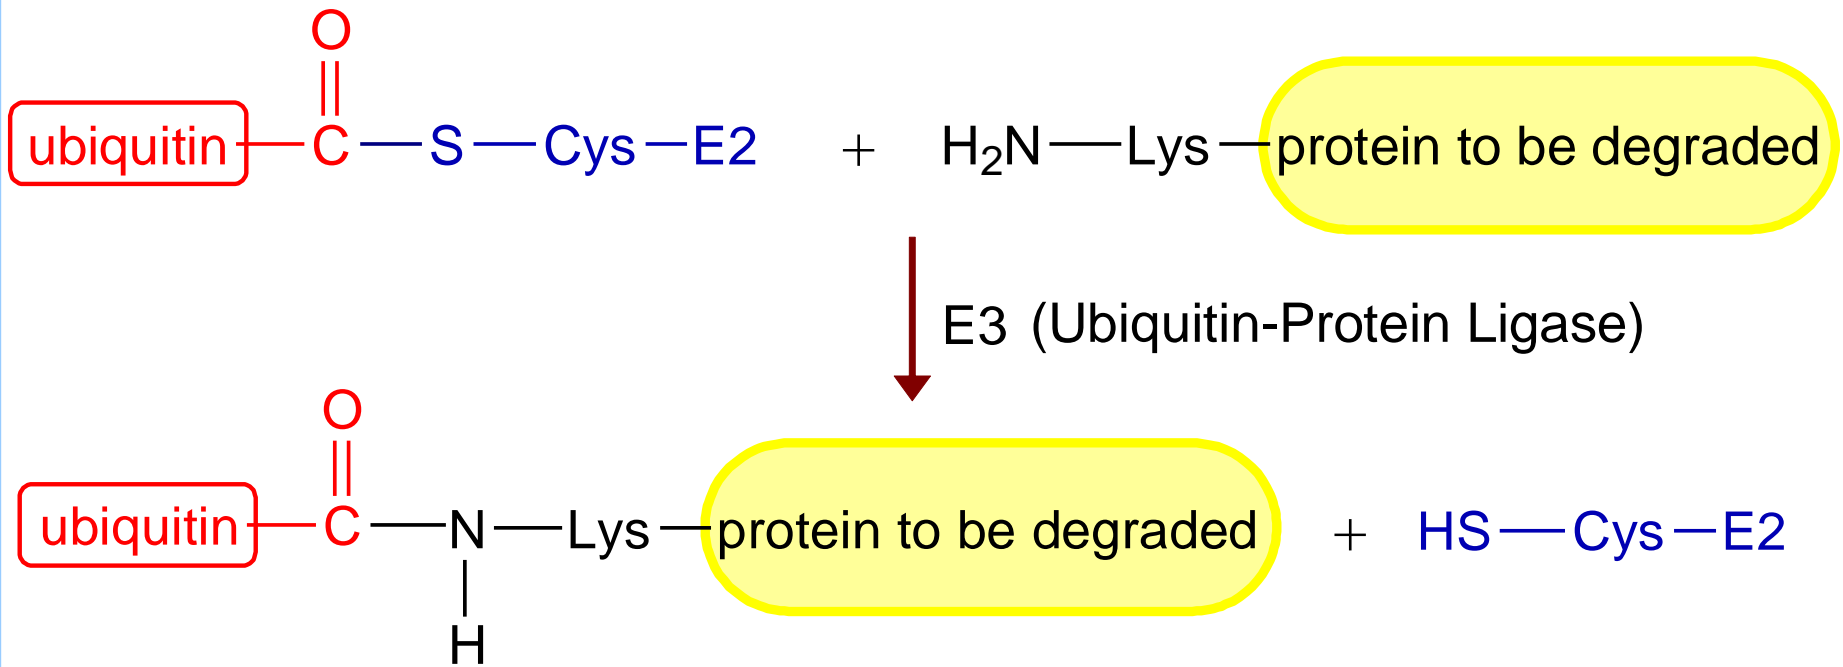 O
ubiquitin C S Cys E2 + H₂N Lys protein to be degraded
E3 (Ubiquitin-Protein Ligase)
O
ubiquitin C N Lys protein to be degraded + HS Cys E2
H